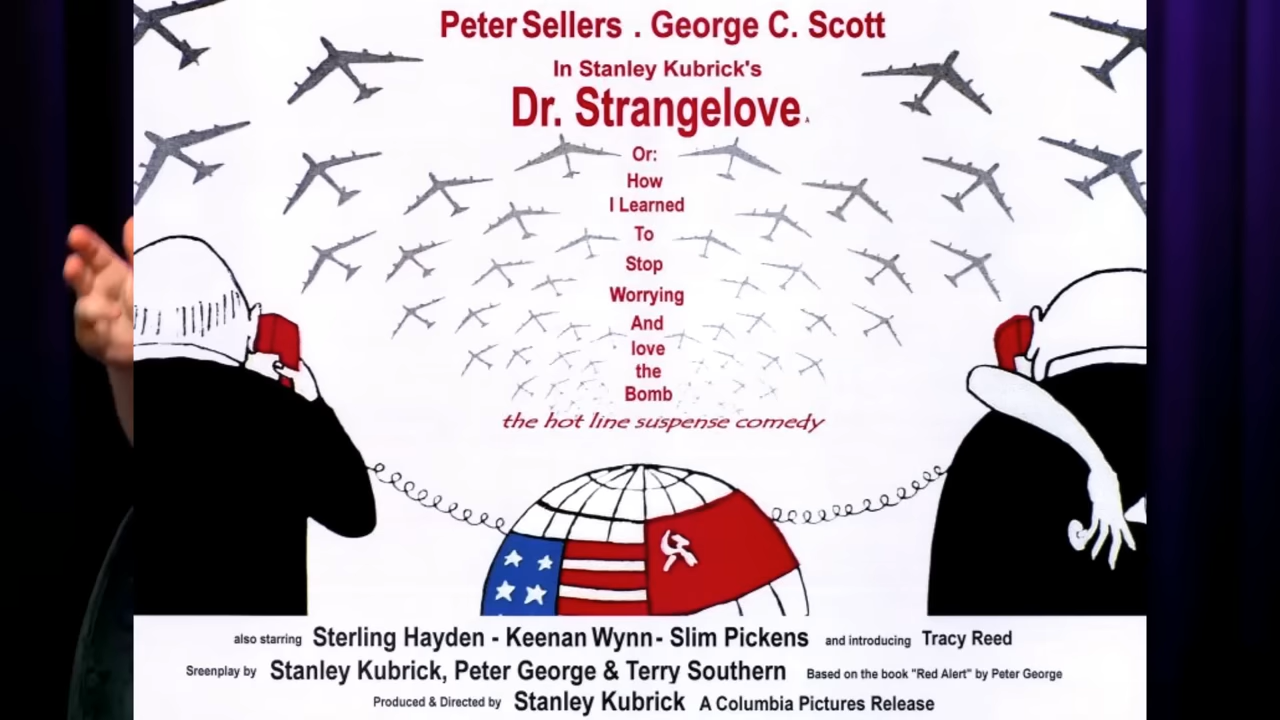 Peter Sellers . George C. Scott
In Stanley Kubrick's
Dr. Strangelove
Or:
How
I Learned
To
Stop
Worrying
And
love
the
Bomb
the hot line suspense comedy
also starring Sterling Hayden - Keenan Wynn- Slim Pickens and introducing Tracy Reed
Sreenplay by Stanley Kubrick, Peter George & Terry Southern Based on the book "Red Alert" by Peter George
Produced & Directed by Stanley Kubrick A Columbia Pictures Release